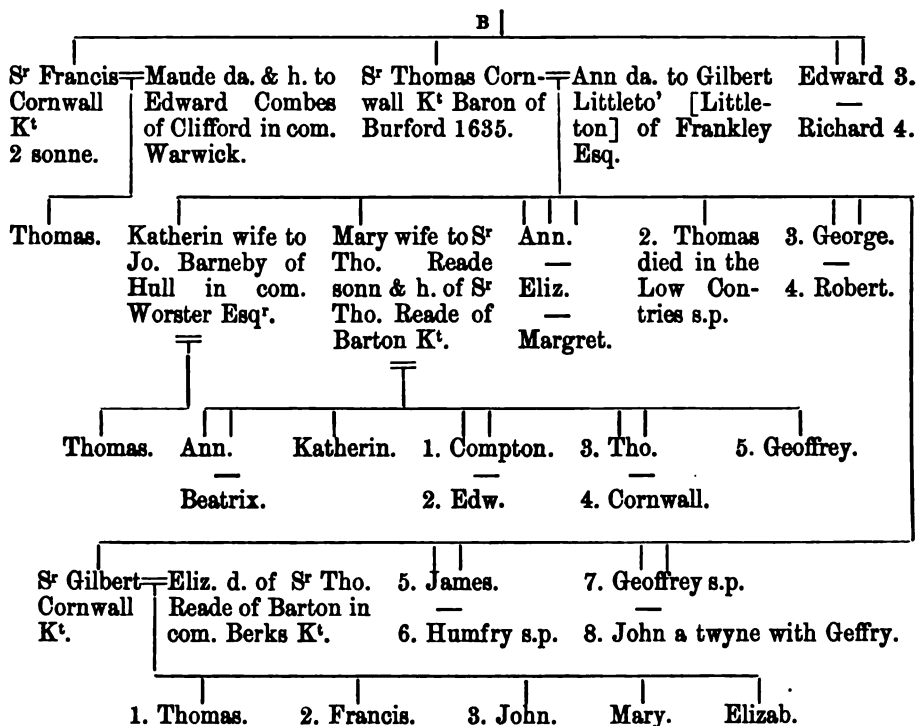 B
Sʳ Francis
Cornwall
Kᵗ
2 sonne.
Maude da. & h. to
Edward Combes
of Clifford in com.
Warwick.
Sʳ Thomas Corn-
wall Kᵗ Baron of
Burford 1635.
Ann da. to Gilbert
Littleto' [Little-
ton] of Frankley
Esq.
Edward 3.
—
Richard 4.
Thomas.
Katherin wife to
Jo. Barneby of
Hull in com.
Worster Esqʳ.
Mary wife to Sʳ
Tho. Reade
sonn & h. of Sʳ
Tho. Reade of
Barton Kᵗ.
Ann.
—
Eliz.
—
Margret.
2. Thomas
died in the
Low Con-
tries s.p.
3. George.
—
4. Robert.
Thomas.
Ann.
—
Beatrix.
Katherin.
1. Compton.
—
2. Edw.
3. Tho.
—
4. Cornwall.
5. Geoffrey.
Sʳ Gilbert
Cornwall
Kᵗ.
Eliz. d. of Sʳ Tho.
Reade of Barton in
com. Berks Kᵗ.
5. James.
—
6. Humfry s.p.
7. Geoffrey s.p.
—
8. John a twyne with Geffry.
1. Thomas.
2. Francis.
3. John.
Mary.
Elizab.